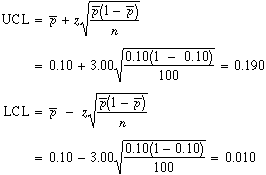 UCL = p̅ + z√(p̅(1 − p̅)/n)
= 0.10 + 3.00√(0.10(1 − 0.10)/100) = 0.190
LCL = p̅ − z√(p̅(1 − p̅)/n)
= 0.10 − 3.00√(0.10(1 − 0.10)/100) = 0.010